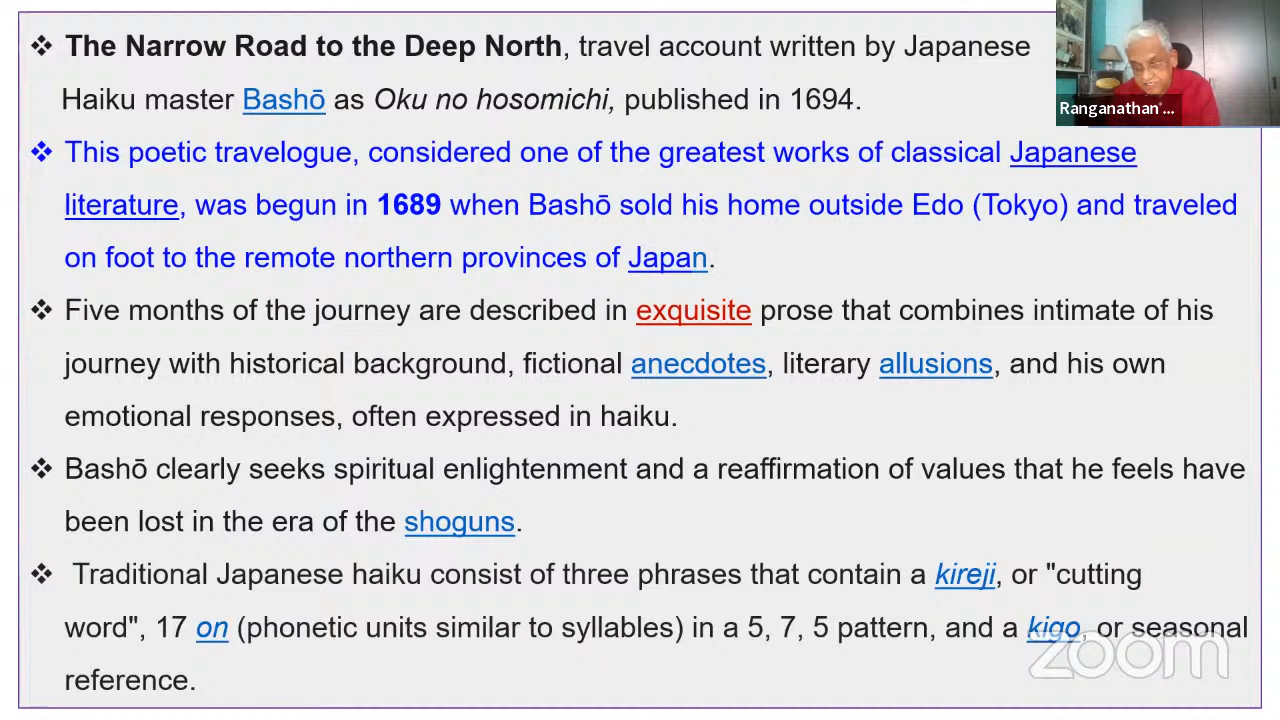 ❖ The Narrow Road to the Deep North, travel account written by Japanese
Haiku master Bashō as Oku no hosomichi, published in 1694.
❖ This poetic travelogue, considered one of the greatest works of classical Japanese
literature, was begun in 1689 when Bashō sold his home outside Edo (Tokyo) and traveled
on foot to the remote northern provinces of Japan.
❖ Five months of the journey are described in exquisite prose that combines intimate of his
journey with historical background, fictional anecdotes, literary allusions, and his own
emotional responses, often expressed in haiku.
❖ Bashō clearly seeks spiritual enlightenment and a reaffirmation of values that he feels have
been lost in the era of the shoguns.
❖ Traditional Japanese haiku consist of three phrases that contain a kireji, or "cutting
word", 17 on (phonetic units similar to syllables) in a 5, 7, 5 pattern, and a kigo, or seasonal
reference.
Ranganathan ...
zoom